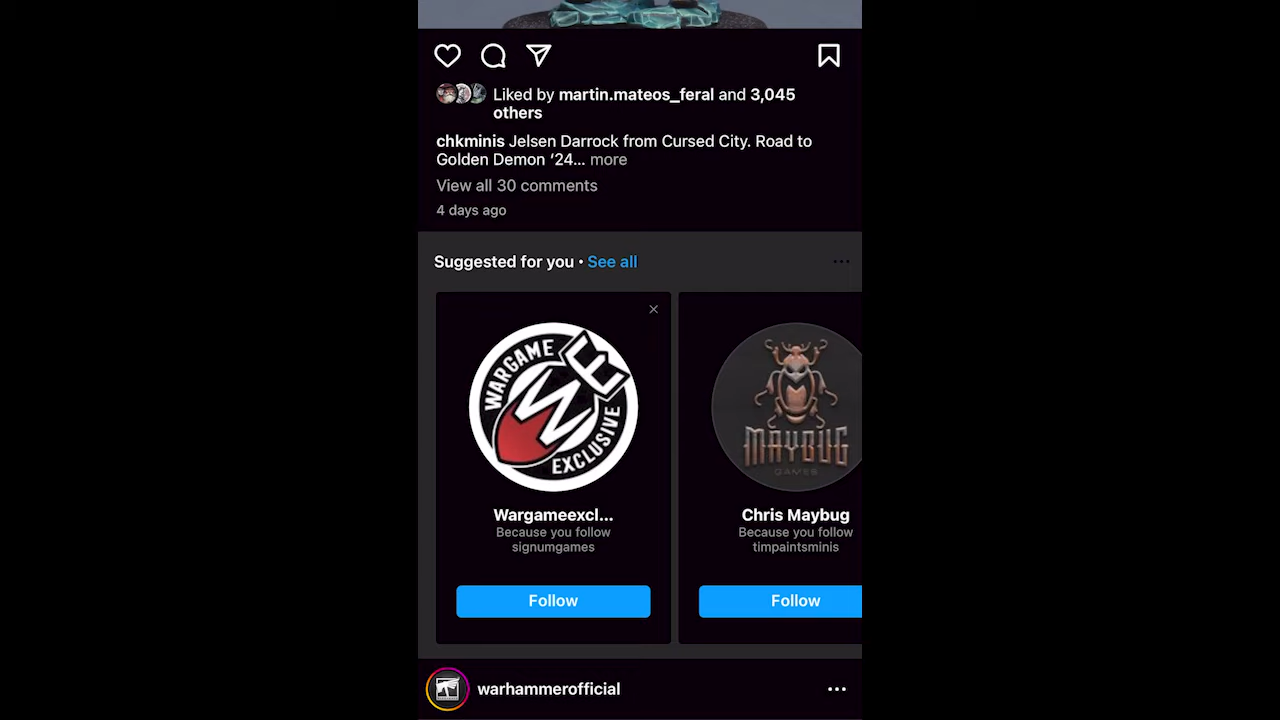 Liked by martin.mateos_feral and 3,045
others
chkminis Jelsen Darrock from Cursed City. Road to
Golden Demon ‘24... more
View all 30 comments
4 days ago
Suggested for you • See all
WARGAME
WE
EXCLUSIVE
Wargameexcl...
Because you follow
signumgames
Follow
MAYBUG
GAMES
Chris Maybug
Because you follow
timpaintsminis
Follow
warhammerofficial